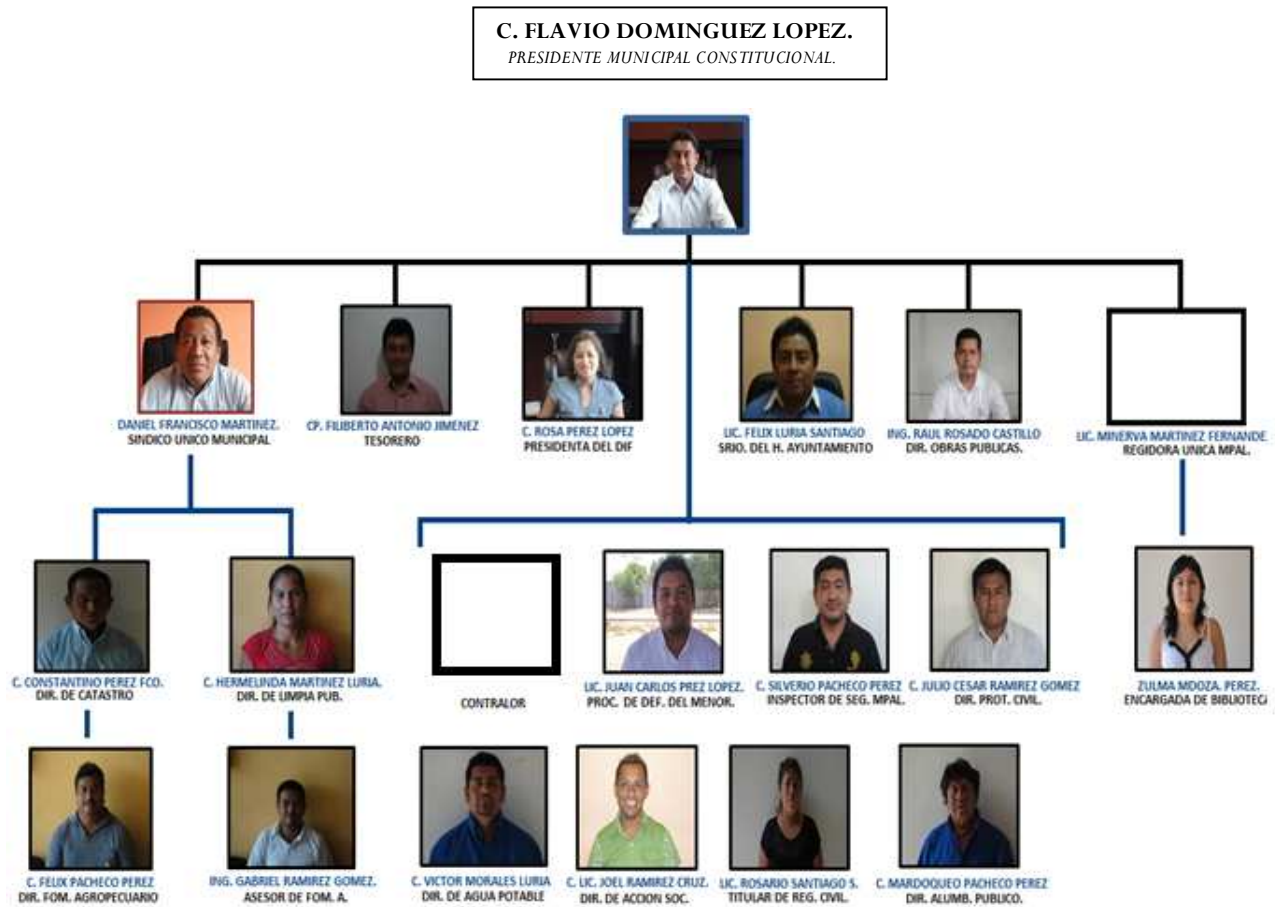 C. FLAVIO DOMINGUEZ LOPEZ.
PRESIDENTE MUNICIPAL CONSTITUCIONAL.
DANIEL FRANCISCO MARTINEZ.
SINDICO UNICO MUNICIPAL
CP. FILIBERTO ANTONIO JIMENEZ
TESORERO
C. ROSA PEREZ LOPEZ
PRESIDENTA DEL DIF
LIC. FELIX LURIA SANTIAGO
SRIO. DEL H. AYUNTAMIENTO
ING. RAUL ROSADO CASTILLO
DIR. OBRAS PUBLICAS.
LIC. MINERVA MARTINEZ FERNANDE
REGIDORA UNICA MPAL.
C. CONSTANTINO PEREZ FCO.
DIR. DE CATASTRO
C. HERMELINDA MARTINEZ LURIA.
DIR. DE LIMPIA PUB.
CONTRALOR
LIC. JUAN CARLOS PREZ LOPEZ.
PROC. DE DEF. DEL MENOR.
C. SILVERIO PACHECO PEREZ
INSPECTOR DE SEG. MPAL.
C. JULIO CESAR RAMIREZ GOMEZ
DIR. PROT. CIVIL.
ZULMA MDOZA. PEREZ.
ENCARGADA DE BIBLIOTEC
C. FELIX PACHECO PEREZ
DIR. FOM. AGROPECUARIO
ING. GABRIEL RAMIREZ GOMEZ.
ASESOR DE FOM. A.
C. VICTOR MORALES LURIA
DIR. DE AGUA POTABLE
C. LIC. JOEL RAMIREZ CRUZ.
DIR. DE ACCION SOC.
LIC. ROSARIO SANTIAGO S.
TITULAR DE REG. CIVIL.
C. MARDOQUEO PACHECO PEREZ
DIR. ALUMB. PUBLICO.